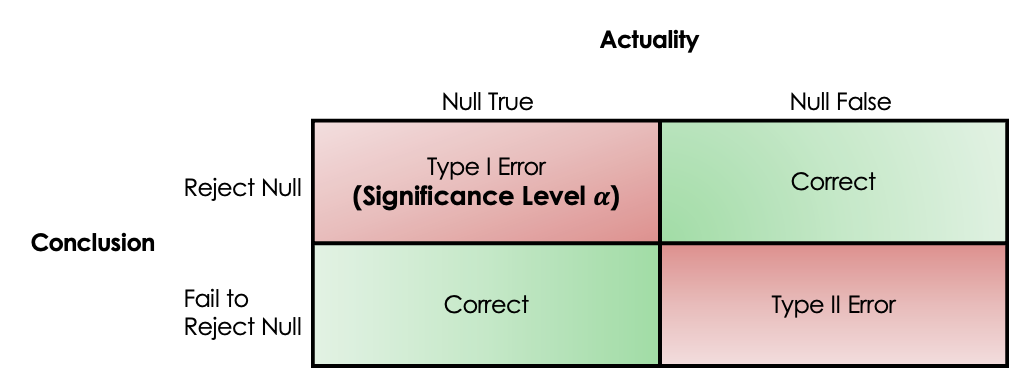 Actuality
Null True
Null False
Reject Null
Type I Error
(Significance Level α)
Correct
Conclusion
Fail to
Reject Null
Correct
Type II Error